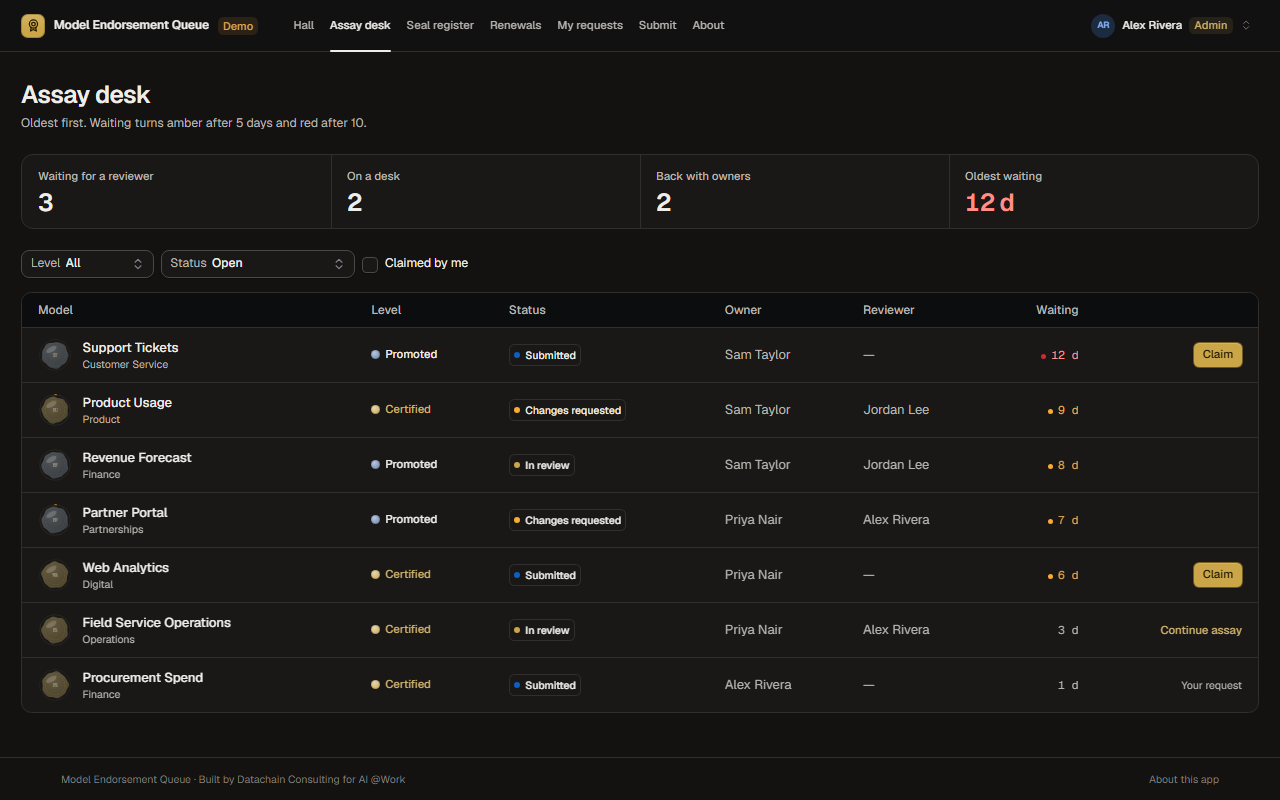 Model Endorsement Queue Demo Hall Assay desk Seal register Renewals My requests Submit About AR Alex Rivera Admin
Assay desk
Oldest first. Waiting turns amber after 5 days and red after 10.
Waiting for a reviewer On a desk Back with owners Oldest waiting
3 2 2 12 d
Level All Status Open Claimed by me
Model Level Status Owner Reviewer Waiting
Support Tickets Promoted Submitted Sam Taylor — 12 d Claim
Customer Service
Product Usage Certified Changes requested Sam Taylor Jordan Lee 9 d
Product
Revenue Forecast Promoted In review Sam Taylor Jordan Lee 8 d
Finance
Partner Portal Promoted Changes requested Priya Nair Alex Rivera 7 d
Partnerships
Web Analytics Certified Submitted Priya Nair — 6 d Claim
Digital
Field Service Operations Certified In review Priya Nair Alex Rivera 3 d Continue assay
Operations
Procurement Spend Certified Submitted Alex Rivera — 1 d Your request
Finance
Model Endorsement Queue · Built by Datachain Consulting for AI @Work About this app